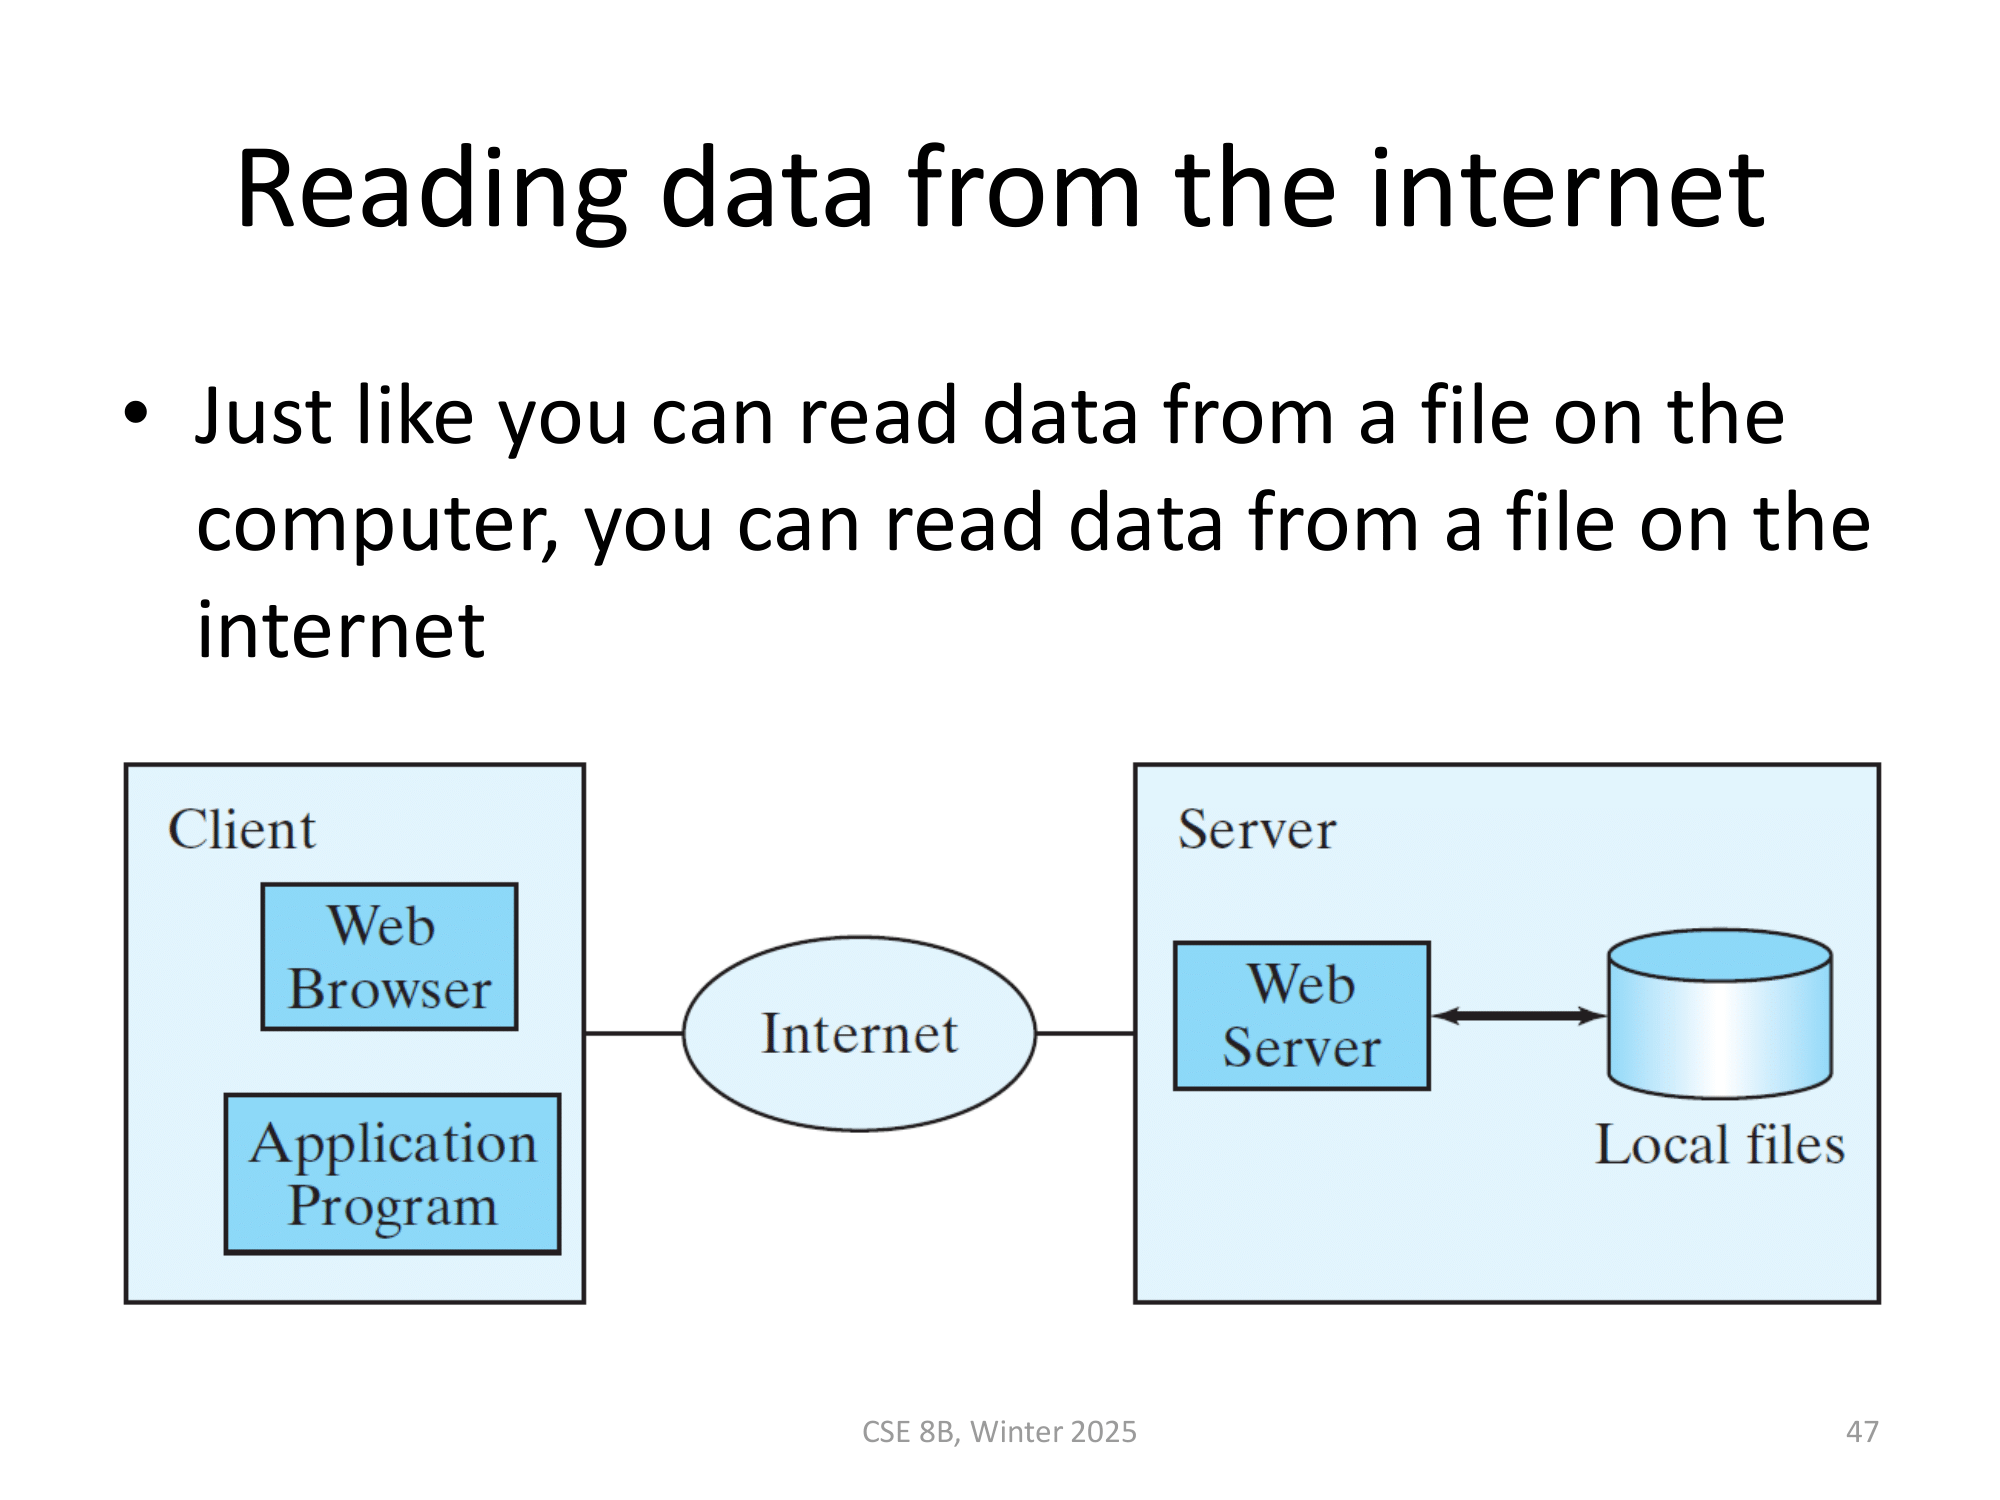 Reading data from the internet
• Just like you can read data from a file on the
computer, you can read data from a file on the
internet
Client
Web
Browser
Application
Program
Internet
Server
Web
Server
Local files
CSE 8B, Winter 2025
47